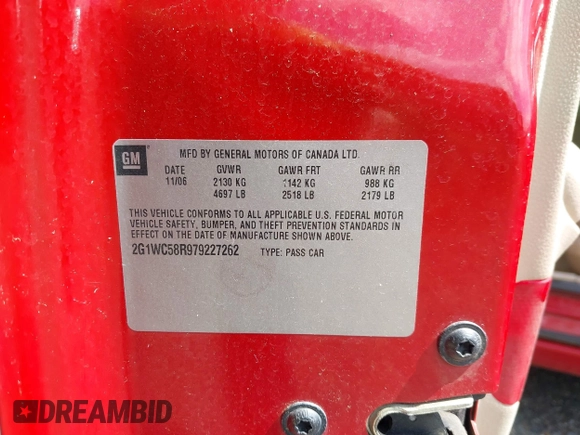 GM
MFD BY GENERAL MOTORS OF CANADA LTD.
DATE GVWR GAWR FRT GAWR RR
11/06 2130 KG 1142 KG 988 KG
4697 LB 2518 LB 2179 LB
THIS VEHICLE CONFORMS TO ALL APPLICABLE U.S. FEDERAL MOTOR
VEHICLE SAFETY, BUMPER, AND THEFT PREVENTION STANDARDS IN
EFFECT ON THE DATE OF MANUFACTURE SHOWN ABOVE.
2G1WC58R979227262 TYPE: PASS CAR
DREAMBID